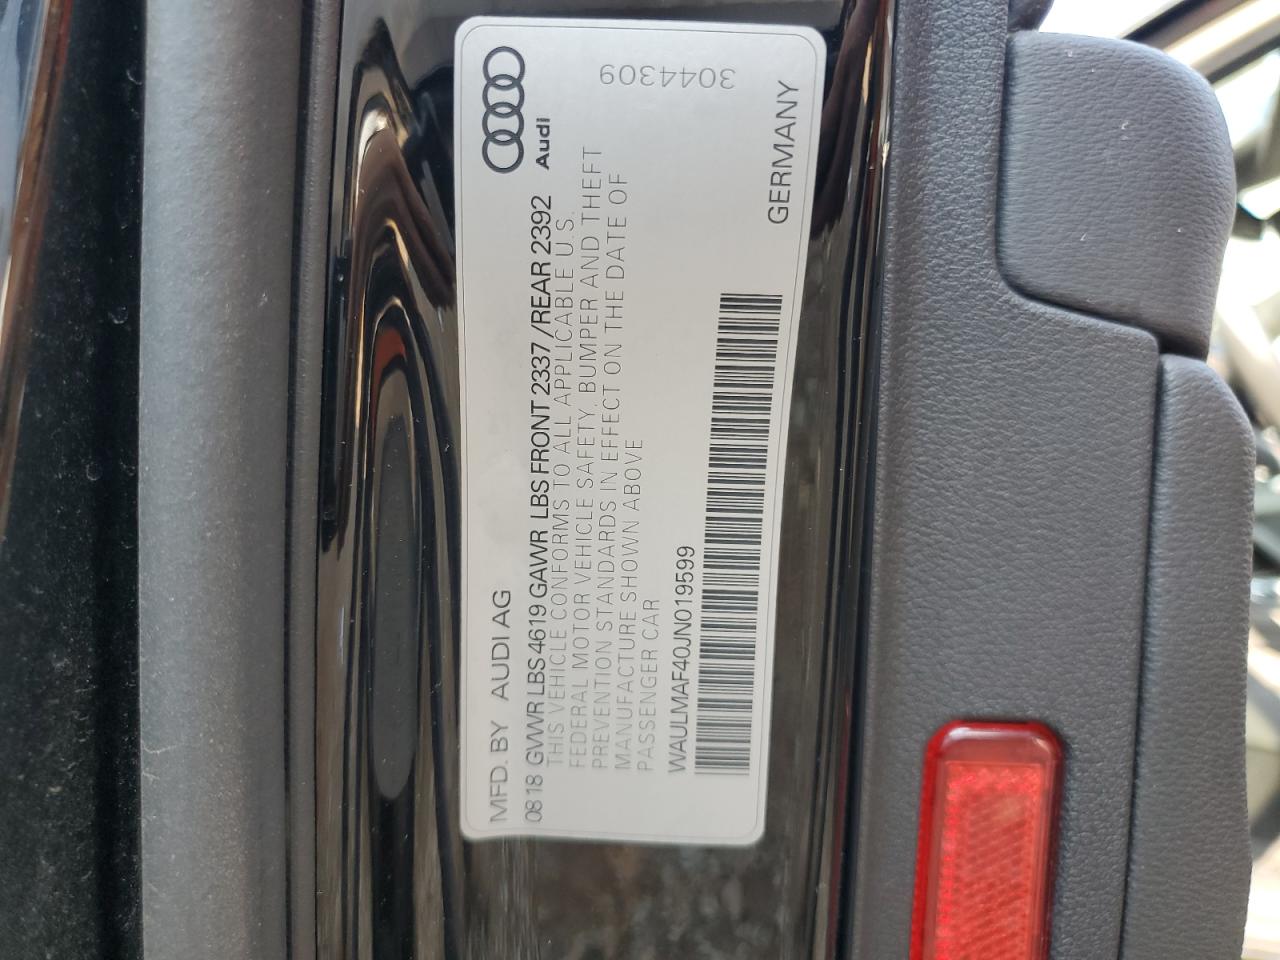 MFD. BY AUDI AG
Audi
0818 GVWR LBS 4619 GAWR LBS FRONT 2337 /REAR 2392
THIS VEHICLE CONFORMS TO ALL APPLICABLE U.S.
FEDERAL MOTOR VEHICLE SAFETY, BUMPER AND THEFT
PREVENTION STANDARDS IN EFFECT ON THE DATE OF
MANUFACTURE SHOWN ABOVE
PASSENGER CAR
WAULMAF40JN019599
GERMANY
3044309